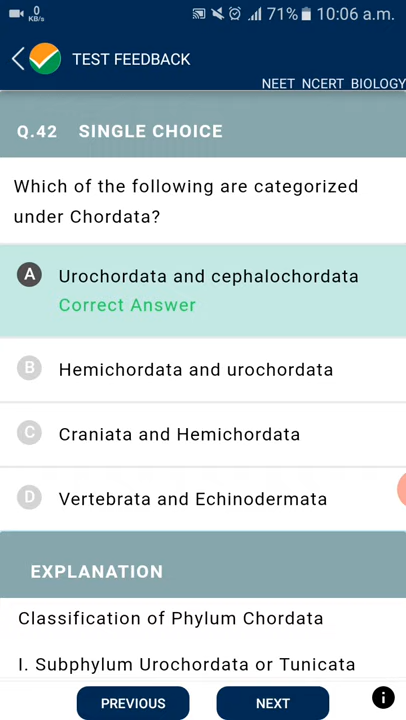 0
KB/s
71% 10:06 a.m.
TEST FEEDBACK
NEET NCERT BIOLOGY
Q.42 SINGLE CHOICE
Which of the following are categorized
under Chordata?
A Urochordata and cephalochordata
Correct Answer
B Hemichordata and urochordata
C Craniata and Hemichordata
D Vertebrata and Echinodermata
EXPLANATION
Classification of Phylum Chordata
I. Subphylum Urochordata or Tunicata
PREVIOUS NEXT